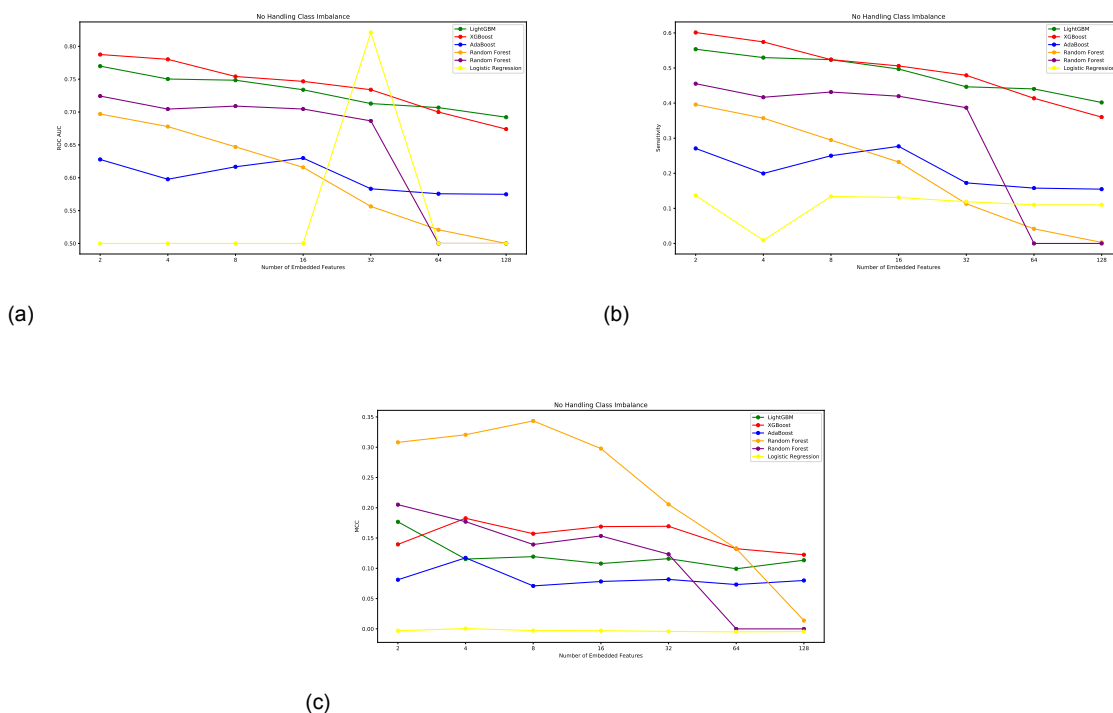 No Handling Class Imbalance
LightGBM
XGBoost
AdaBoost
Random Forest
Random Forest
Logistic Regression
ROC AUC
0.80
0.75
0.70
0.65
0.60
0.55
0.50
2 4 8 16 32 64 128
Number of Embedded Features
(a)
No Handling Class Imbalance
LightGBM
XGBoost
AdaBoost
Random Forest
Random Forest
Logistic Regression
Sensitivity
0.6
0.5
0.4
0.3
0.2
0.1
0.0
2 4 8 16 32 64 128
Number of Embedded Features
(b)
No Handling Class Imbalance
LightGBM
XGBoost
AdaBoost
Random Forest
Random Forest
Logistic Regression
MCC
0.35
0.30
0.25
0.20
0.15
0.10
0.05
0.00
2 4 8 16 32 64 128
Number of Embedded Features
(c)